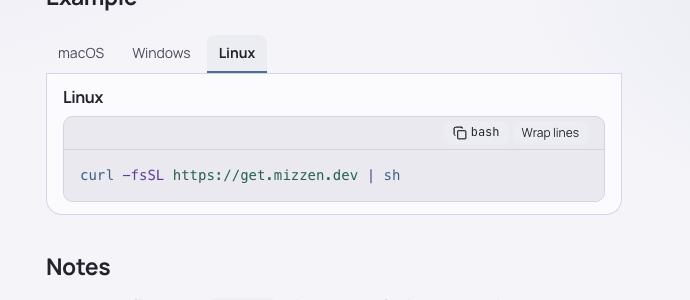 Example
macOS Windows Linux
Linux
bash Wrap lines
curl -fsSL https://get.mizzen.dev | sh
Notes